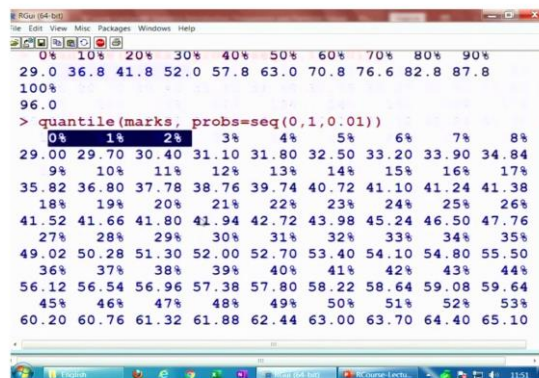 RGui (64-bit)
File Edit View Misc Packages Windows Help
0% 10% 20% 30% 40% 50% 60% 70% 80% 90%
29.0 36.8 41.8 52.0 57.8 63.0 70.8 76.6 82.8 87.8
100%
96.0
> quantile(marks, probs=seq(0,1,0.01))
0% 1% 2% 3% 4% 5% 6% 7% 8%
29.00 29.70 30.40 31.10 31.80 32.50 33.20 33.90 34.84
9% 10% 11% 12% 13% 14% 15% 16% 17%
35.82 36.80 37.78 38.76 39.74 40.72 41.10 41.24 41.38
18% 19% 20% 21% 22% 23% 24% 25% 26%
41.52 41.66 41.80 41.94 42.72 43.98 45.24 46.50 47.76
27% 28% 29% 30% 31% 32% 33% 34% 35%
49.02 50.28 51.30 52.00 52.70 53.40 54.10 54.80 55.50
36% 37% 38% 39% 40% 41% 42% 43% 44%
56.12 56.54 56.96 57.38 57.80 58.22 58.64 59.08 59.64
45% 46% 47% 48% 49% 50% 51% 52% 53%
60.20 60.76 61.32 61.88 62.44 63.00 63.70 64.40 65.10
English RGui (64-bit) RCourse-Lectu... 11:51